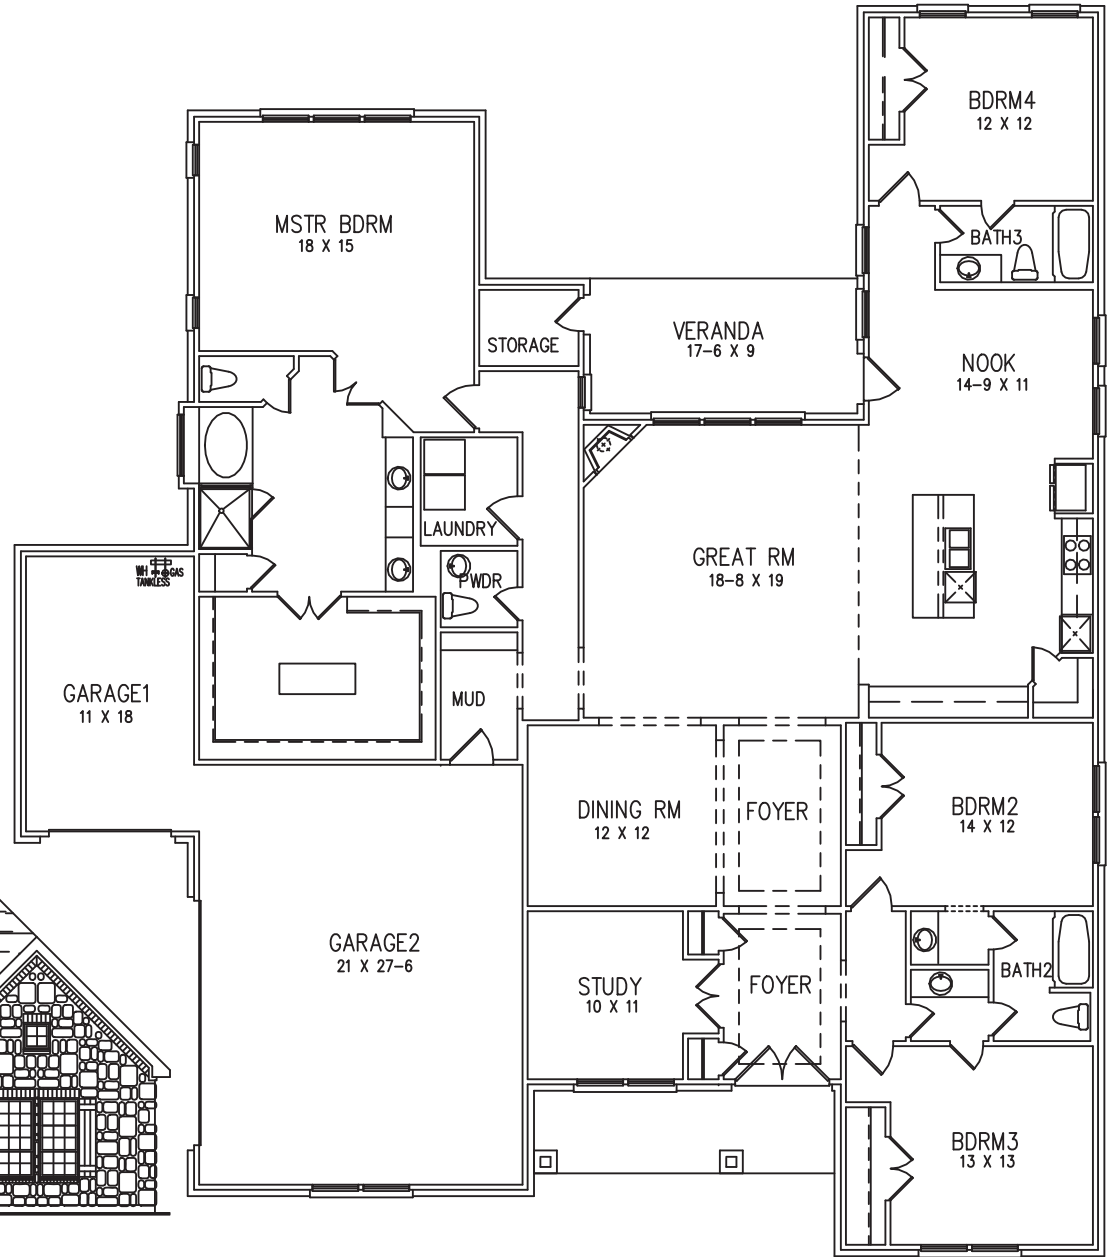 BDRM4
12 X 12
MSTR BDRM
18 X 15
BATH3
VERANDA
17-6 X 9
STORAGE
NOOK
14-9 X 11
LAUNDRY
GREAT RM
18-8 X 19
WH GAS
TANKLESS
PWDR
GARAGE1
11 X 18
MUD
DINING RM
12 X 12
FOYER
BDRM2
14 X 12
GARAGE2
21 X 27-6
STUDY
10 X 11
FOYER
BATH2
BDRM3
13 X 13